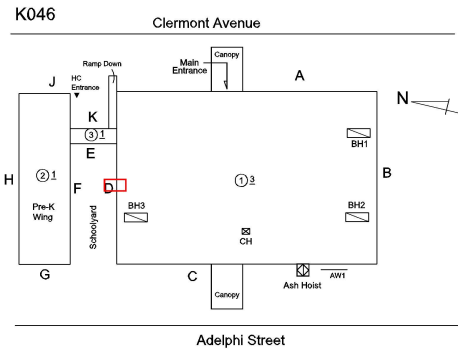 K046
Clermont Avenue
Canopy
Main
Entrance
Ramp Down
HC
Entrance
J
A
N
K
3 1
E
BH1
H
2 1
F
D
1 3
B
Pre-K
Wing
Schoolyard
BH3
BH2
CH
G
C
Canopy
Ash Hoist
AW1
Adelphi Street